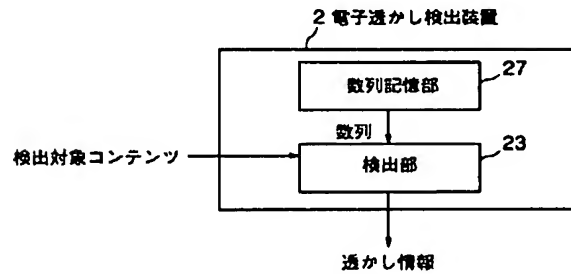 2 電子透かし検出装置
27
数列記憶部
数列
23
検出対象コンテンツ
検出部
透かし情報